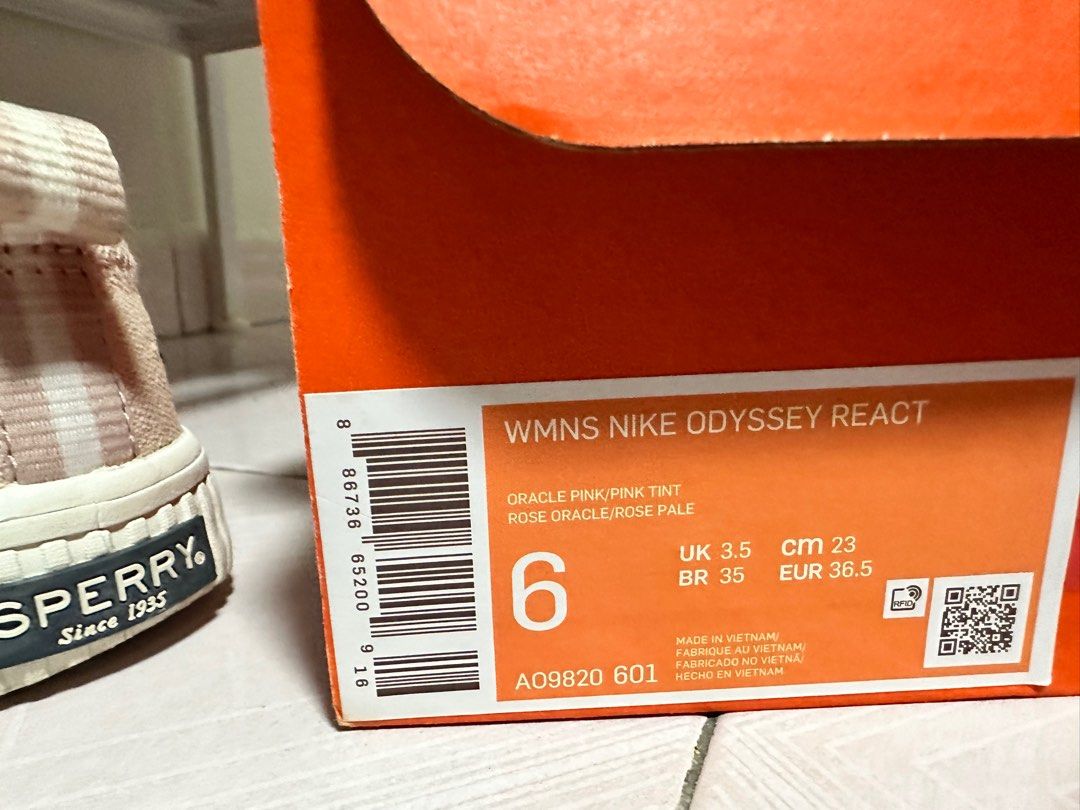 SPERRY®
Since 1935
8 86736 65200 9 16
WMNS NIKE ODYSSEY REACT
ORACLE PINK/PINK TINT
ROSE ORACLE/ROSE PALE
6
UK 3.5 cm 23
BR 35 EUR 36.5
RFID
AO9820 601
MADE IN VIETNAM/
FABRIQUE AU VIETNAM/
FABRICADO NO VIETNÃ/
HECHO EN VIETNAM